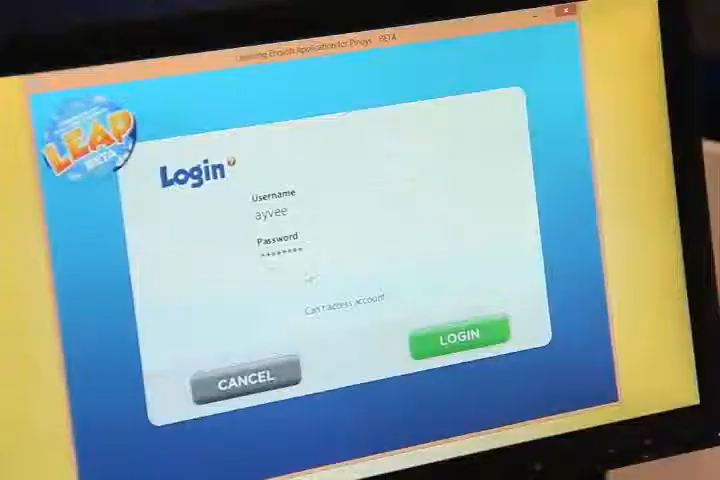 Learning English Application for Pinoys - BETA
LEAP
BETA
Login
Username
ayvee
Password
********
Can't access account
CANCEL
LOGIN